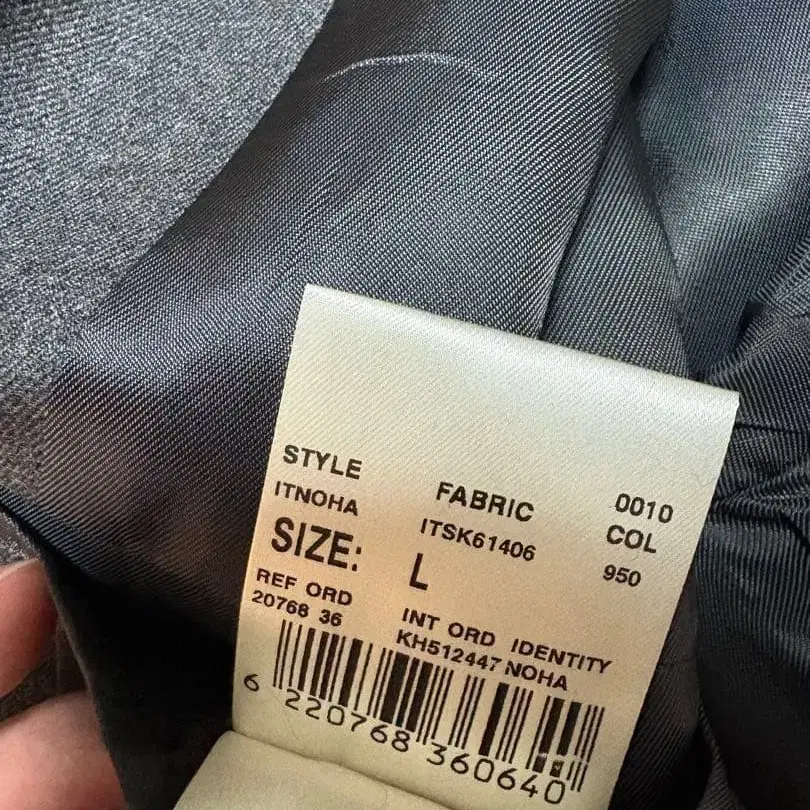 STYLE FABRIC 0010
ITNOHA ITSK61406 COL
SIZE: L 950
REF ORD INT ORD IDENTITY
20768 36 KH512447 NOHA
6 220768 360640